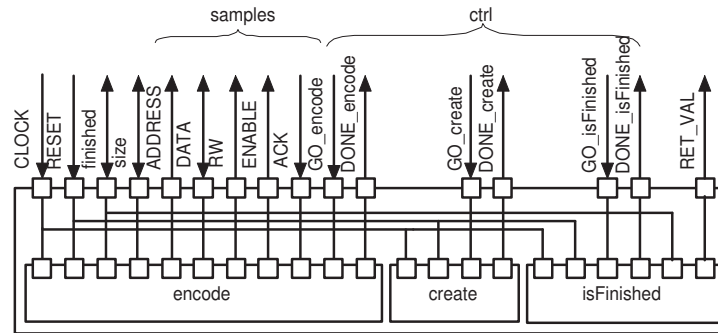 samples
ctrl
CLOCK
RESET
finished
size
ADDRESS
DATA
RW
ENABLE
ACK
GO_encode
DONE_encode
GO_create
DONE_create
GO_isFinished
DONE_isFinished
RET_VAL
encode
create
isFinished